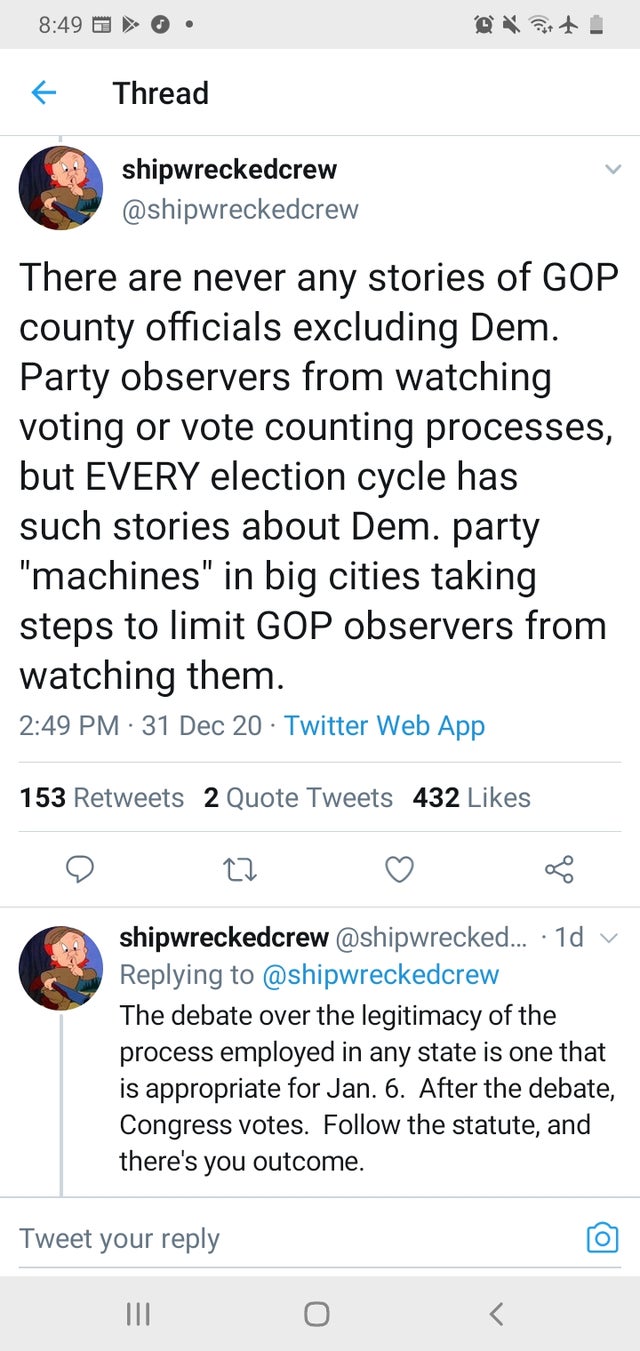 8:49
Thread
shipwreckedcrew
@shipwreckedcrew
There are never any stories of GOP
county officials excluding Dem.
Party observers from watching
voting or vote counting processes,
but EVERY election cycle has
such stories about Dem. party
"machines" in big cities taking
steps to limit GOP observers from
watching them.
2:49 PM · 31 Dec 20 · Twitter Web App
153 Retweets 2 Quote Tweets 432 Likes
shipwreckedcrew @shipwrecked... · 1d
Replying to @shipwreckedcrew
The debate over the legitimacy of the
process employed in any state is one that
is appropriate for Jan. 6. After the debate,
Congress votes. Follow the statute, and
there's you outcome.
Tweet your reply